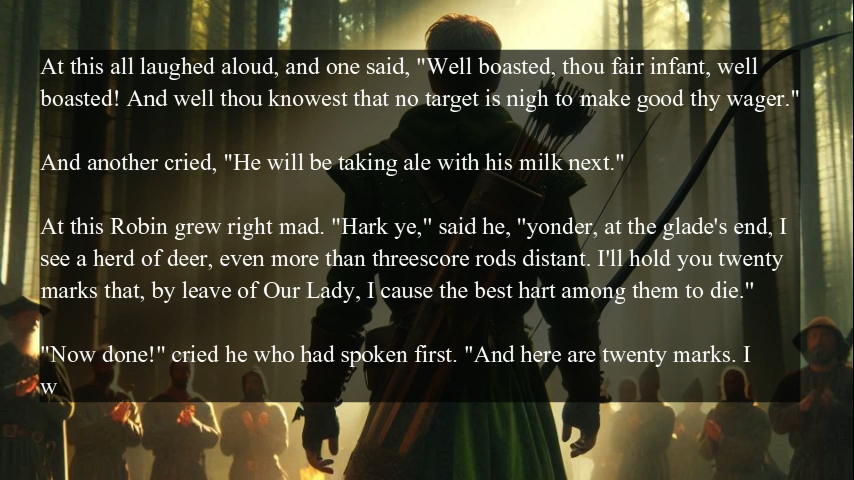 At this all laughed aloud, and one said, "Well boasted, thou fair infant, well
boasted! And well thou knowest that no target is nigh to make good thy wager."
And another cried, "He will be taking ale with his milk next."
At this Robin grew right mad. "Hark ye," said he, "yonder, at the glade's end, I
see a herd of deer, even more than threescore rods distant. I'll hold you twenty
marks that, by leave of Our Lady, I cause the best hart among them to die."
"Now done!" cried he who had spoken first. "And here are twenty marks. I
w